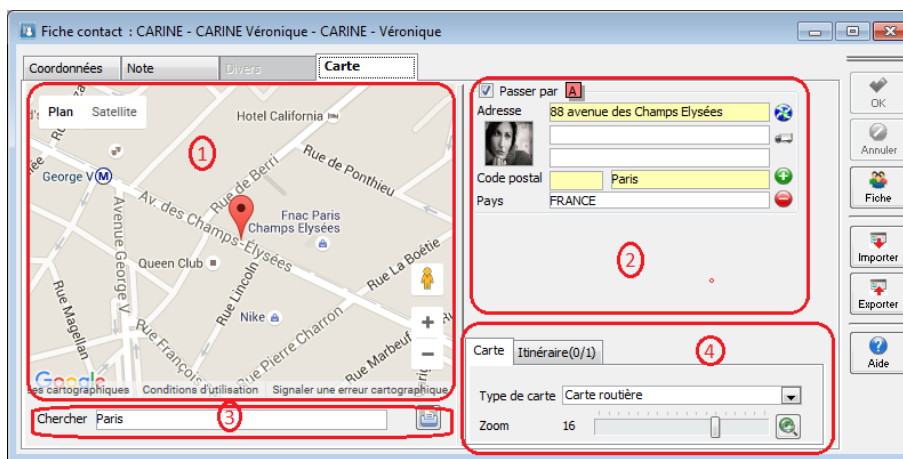 Fiche contact : CARINE - CARINE Véronique - CARINE - Véronique
Coordonnées Note Divers Carte
Plan Satellite
Hotel California
Rue de Ponthieu
Rue de Berri
George V M
Av. des Champs-Élysées
Fnac Paris
Champs Elysées
Avenue George V
Queen Club
Rue Lincoln
Rue La Boétie
Rue Magellan
Nike
Rue Pierre Charron
Rue Marbeuf
Rue François
Google
es cartographiques Conditions d'utilisation Signaler une erreur cartographique
1
Chercher Paris
3
Passer par A
Adresse 88 avenue des Champs Elysées
Code postal Paris
Pays FRANCE
2
Carte Itinéraire(0/1)
4
Type de carte Carte routière
Zoom 16
OK
Annuler
Fiche
Importer
Exporter
Aide